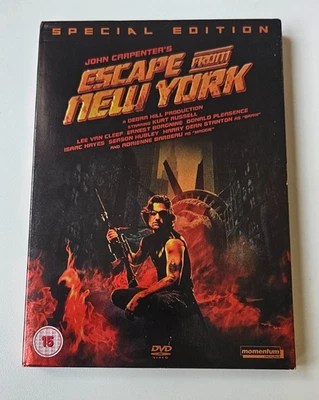 SPECIAL EDITION
JOHN CARPENTER'S
ESCAPE FROM
NEW YORK
A DEBRA HILL PRODUCTION
STARRING KURT RUSSELL
LEE VAN CLEEF ERNEST BORGNINE DONALD PLEASENCE
ISAAC HAYES SEASON HUBLEY HARRY DEAN STANTON AS "BRAIN"
AND ADRIENNE BARBEAU AS "MAGGIE"
15
DVD
VIDEO
momentum